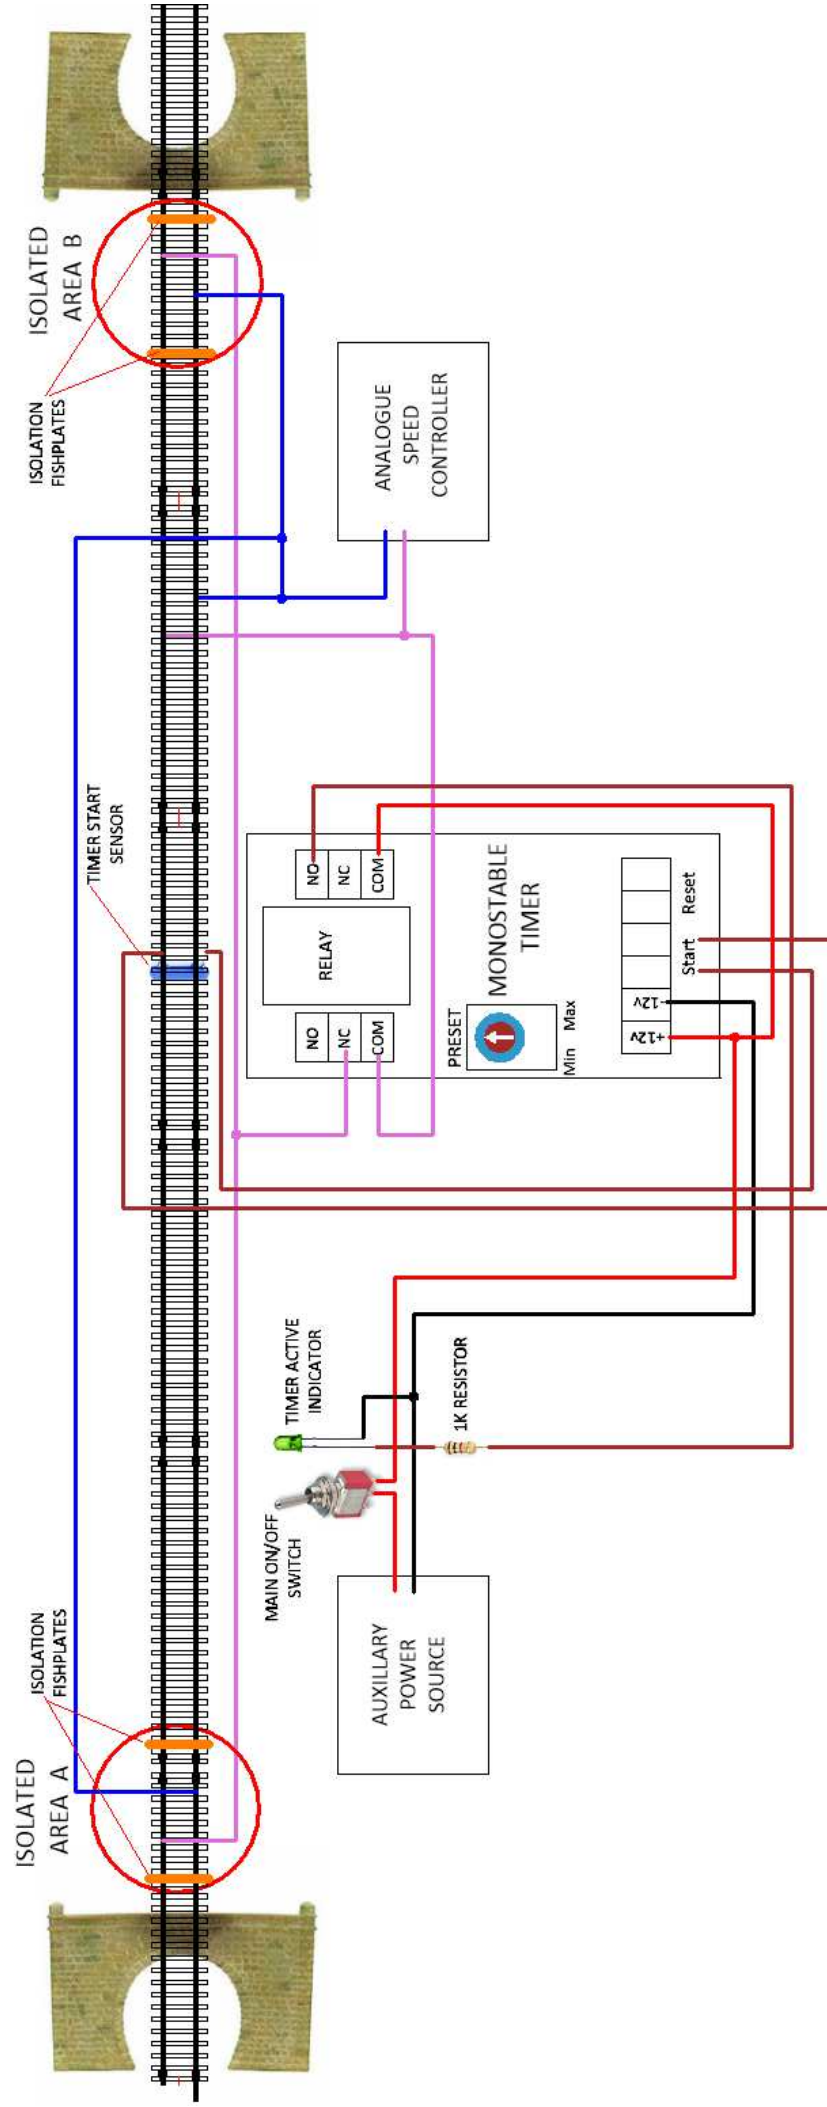 ISOLATED
AREA A
ISOLATION
FISHPLATES
TIMER START
SENSOR
ISOLATION
FISHPLATES
ISOLATED
AREA B
MAIN ON/OFF
SWITCH
TIMER ACTIVE
INDICATOR
AUXILLARY
POWER
SOURCE
1K RESISTOR
NO
NC
COM
RELAY
NO
NC
COM
PRESET
Min
Max
MONOSTABLE
TIMER
+12v
-12v
Start
Reset
ANALOGUE
SPEED
CONTROLLER